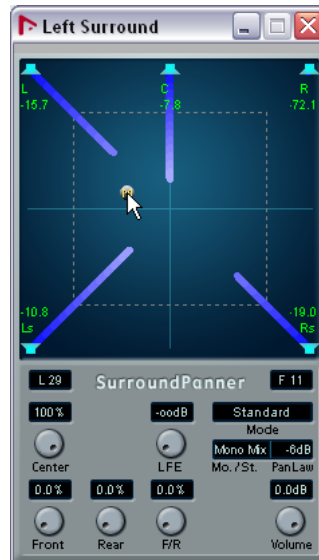 Left Surround
L C R
-15.7 -7.8 -72.1
-10.8 -19.0
Ls Rs
L 29 SurroundPanner F 11
100% -oodB Standard
Mode
Mono Mix -6dB
Center LFE Mo./St. PanLaw
0.0% 0.0% 0.0% 0.0dB
Front Rear F/R Volume